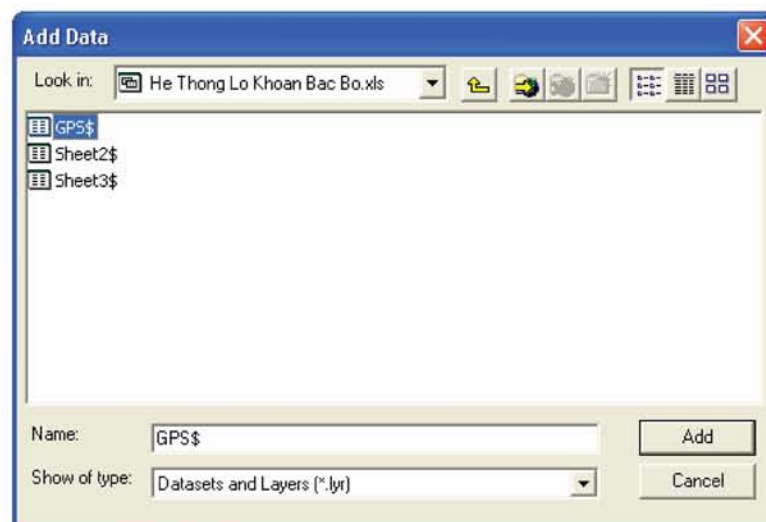 Add Data
Look in: He Thong Lo Khoan Bac Bo.xls
GPS$
Sheet2$
Sheet3$
Name: GPS$ Add
Show of type: Datasets and Layers (*.lyr) Cancel